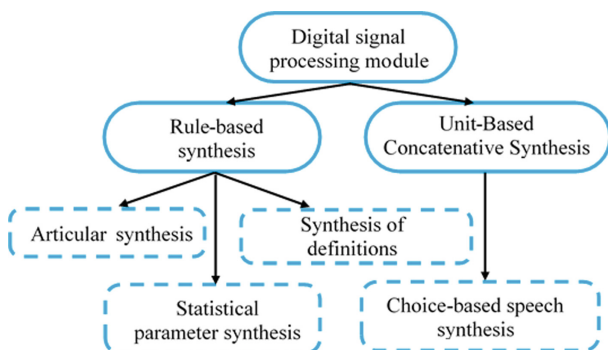 Digital signal
processing module
Rule-based
synthesis
Unit-Based
Concatenative Synthesis
Articular synthesis
Synthesis of
definitions
Statistical
parameter synthesis
Choice-based speech
synthesis